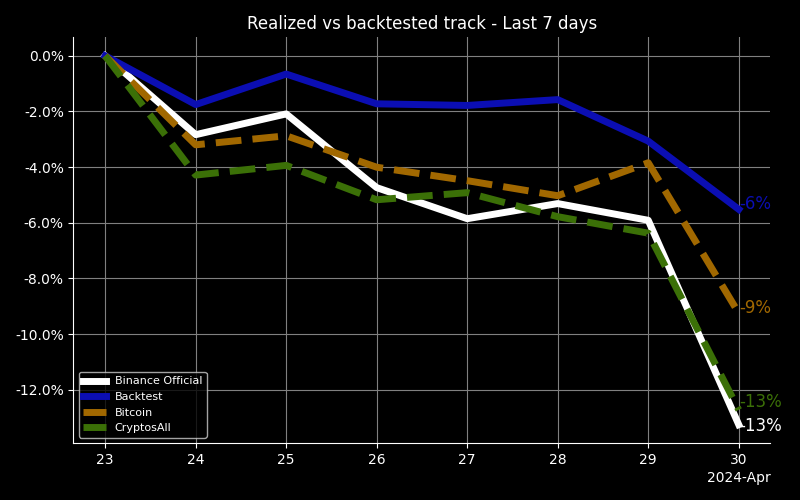 Realized vs backtested track - Last 7 days
0.0%
-2.0%
-4.0%
-6.0%
-8.0%
-10.0%
-12.0%
-6%
-9%
-13%
-13%
Binance Official
Backtest
Bitcoin
CryptosAll
23 24 25 26 27 28 29 30
2024-Apr